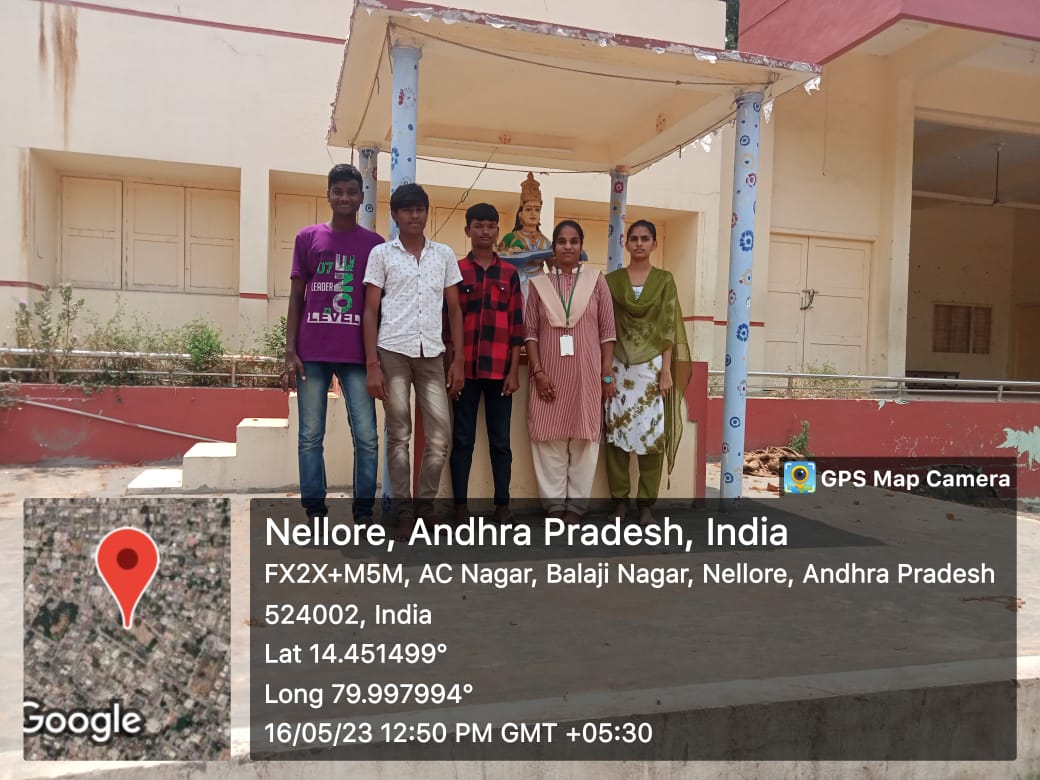 07
LEADER
ONE
LEVEL
GPS Map Camera
Nellore, Andhra Pradesh, India
FX2X+M5M, AC Nagar, Balaji Nagar, Nellore, Andhra Pradesh
524002, India
Lat 14.451499°
Long 79.997994°
16/05/23 12:50 PM GMT +05:30
Google